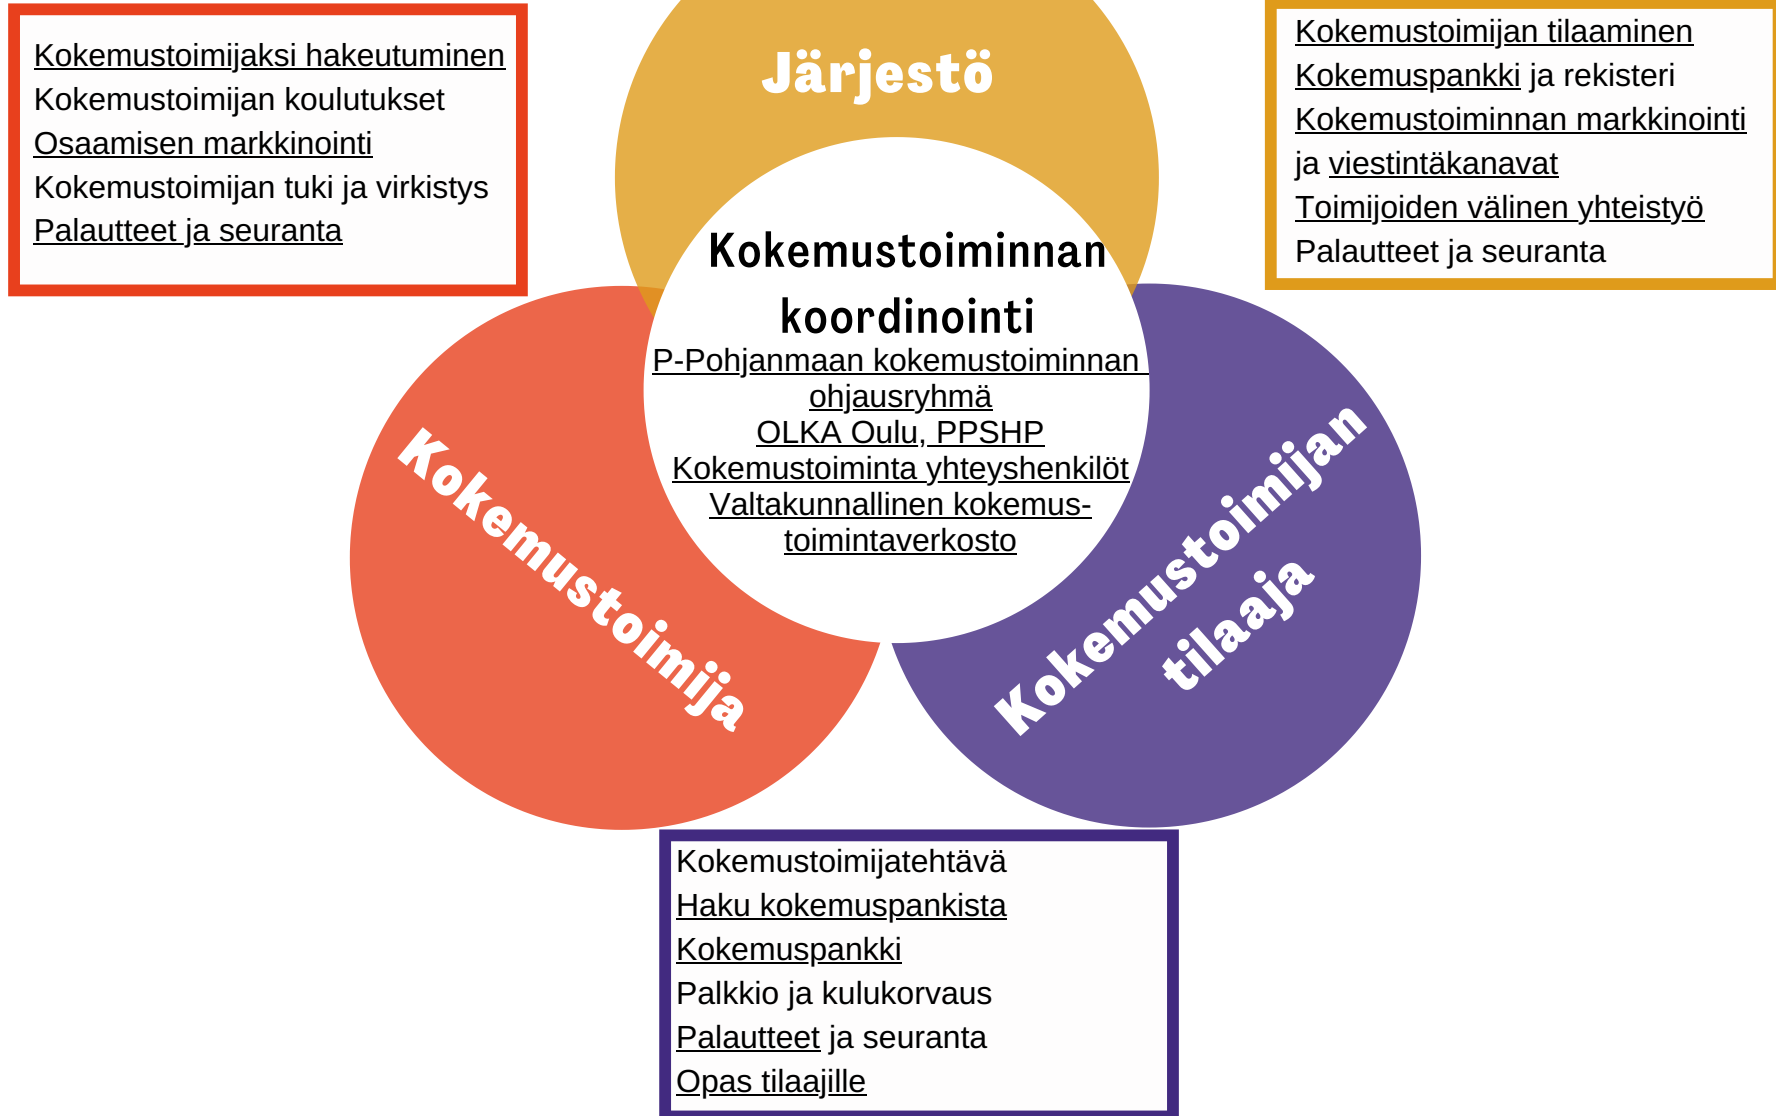 Kokemustoimijaksi hakeutuminen
Kokemustoimijan koulutukset
Osaamisen markkinointi
Kokemustoimijan tuki ja virkistys
Palautteet ja seuranta
Järjestö
Kokemustoimijan tilaaminen
Kokemuspankki ja rekisteri
Kokemustoiminnan markkinointi
ja viestintäkanavat
Toimijoiden välinen yhteistyö
Palautteet ja seuranta
Kokemustoiminnan
koordinointi
P-Pohjanmaan kokemustoiminnan
ohjausryhmä
OLKA Oulu, PPSHP
Kokemustoiminta yhteyshenkilöt
Valtakunnallinen kokemus-
toimintaverkosto
Kokemustoimija
Kokemustoimijan
tilaaja
Kokemustoimijatehtävä
Haku kokemuspankista
Kokemuspankki
Palkkio ja kulukorvaus
Palautteet ja seuranta
Opas tilaajille